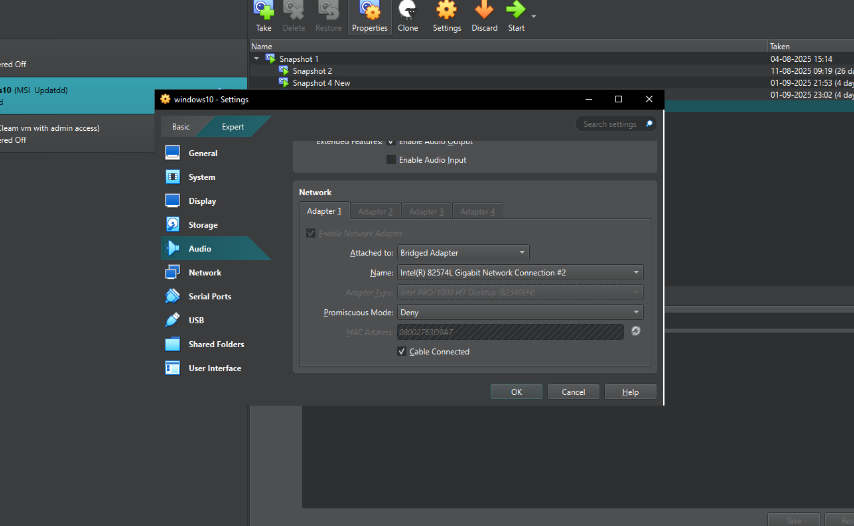 Take Delete Restore Properties Clone Settings Discard Start
Name Taken
Snapshot 1 04-08-2025 15:14
Snapshot 2 11-08-2025 09:19 (26 d
Snapshot 4 New 01-09-2025 21:53 (4 day
01-09-2025 23:02 (4 day
ered Off
s10 (MSI Updatdd)
d
Cleam vm with admin access)
ered Off
windows10 - Settings
Basic Expert
Search settings
General
System
Display
Storage
Audio
Network
Serial Ports
USB
Shared Folders
User Interface
Extended Features: Enable Audio Output
Enable Audio Input
Network
Adapter 1 Adapter 2 Adapter 3 Adapter 4
Enable Network Adapter
Attached to: Bridged Adapter
Name: Intel(R) 82574L Gigabit Network Connection #2
Adapter Type: Intel PRO/1000 MT Desktop (82540EM)
Promiscuous Mode: Deny
MAC Address: 08002763D9A7
Cable Connected
OK Cancel Help
Take